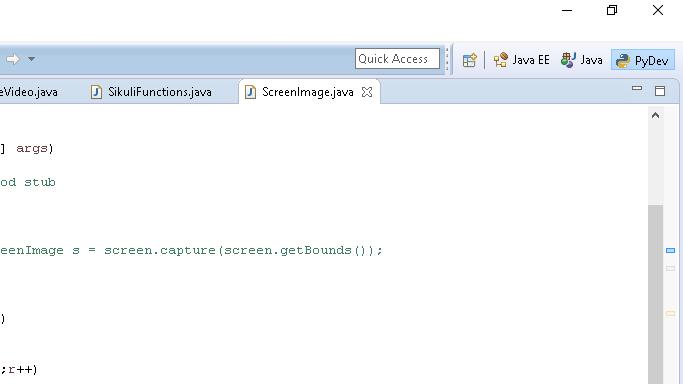 Quick Access Java EE Java PyDev
eVideo.java SikuliFunctions.java ScreenImage.java
] args)
od stub
eenImage s = screen.capture(screen.getBounds());
)
;r++)